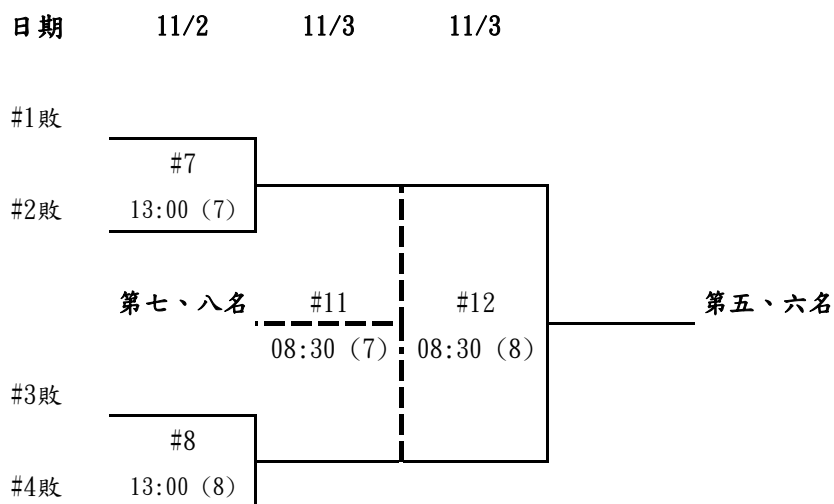 日期 11/2 11/3 11/3
#1敗
#7
#2敗 13:00 (7)
第七、八名 #11 #12 第五、六名
08:30 (7) 08:30 (8)
#3敗
#8
#4敗 13:00 (8)